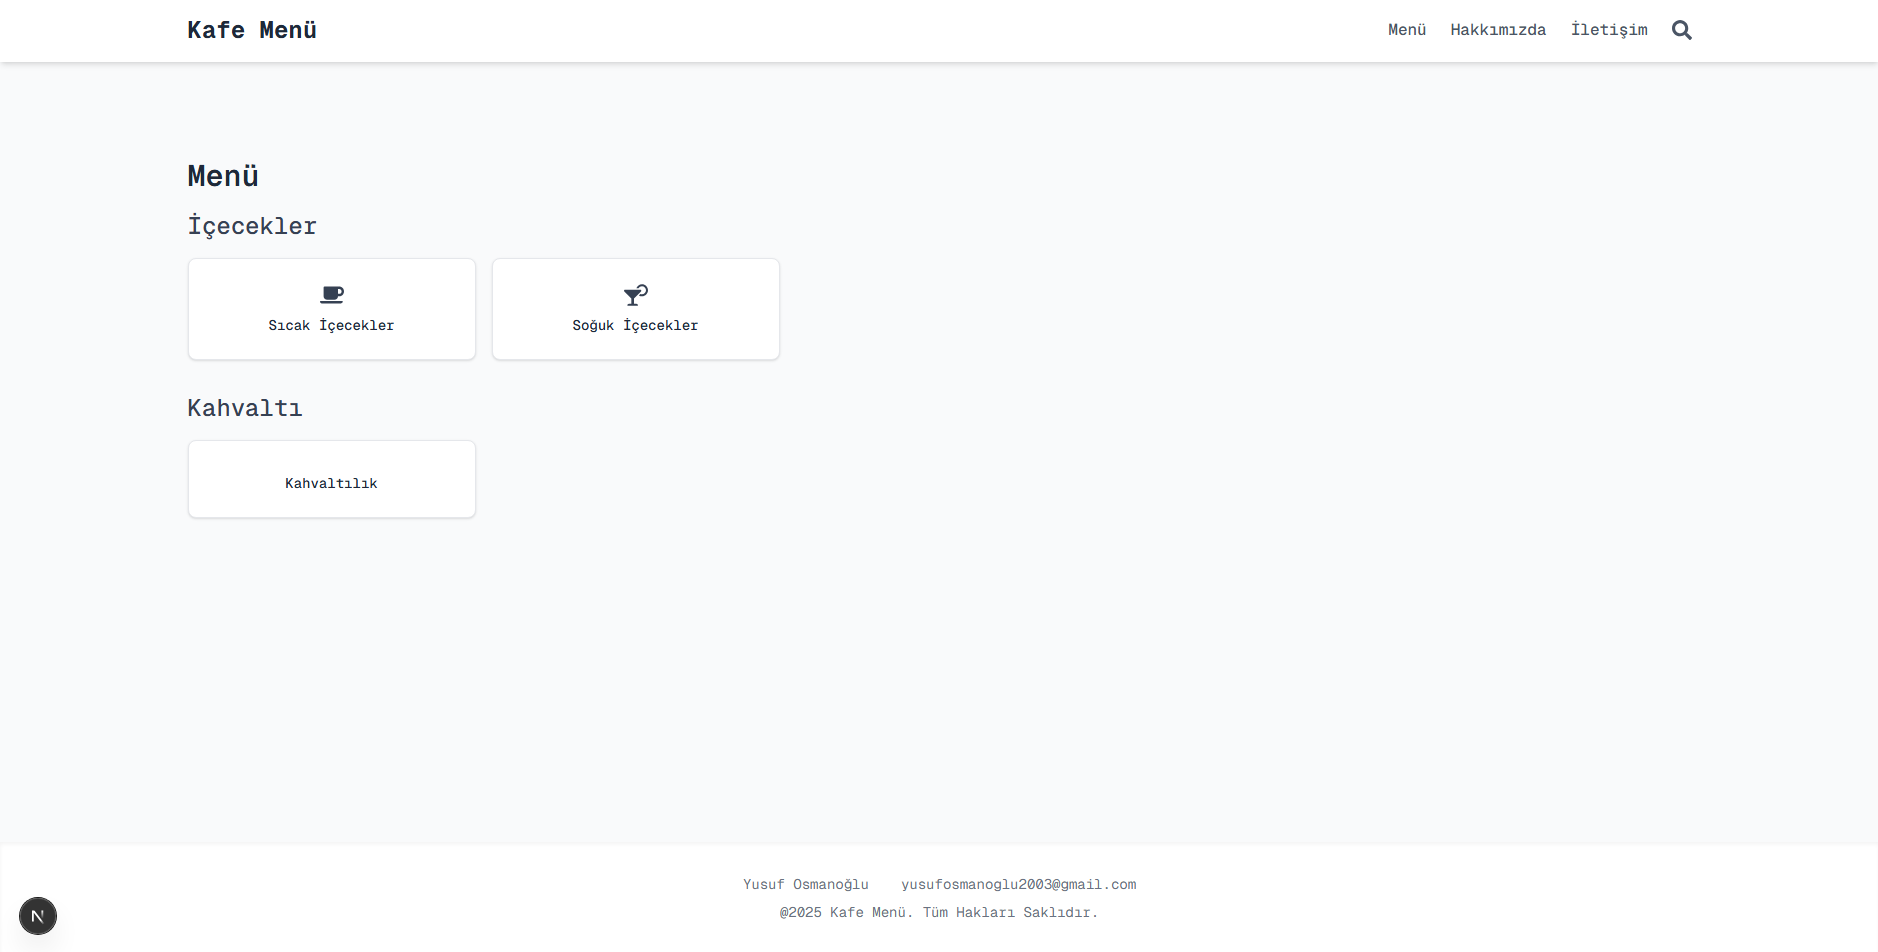 Kafe Menü
Menü Hakkımızda İletişim
Menü
İçecekler
Sıcak İçecekler
Soğuk İçecekler
Kahvaltı
Kahvaltılık
Yusuf Osmanoğlu yusufosmanoglu2003@gmail.com
@2025 Kafe Menü. Tüm Hakları Saklıdır.
N